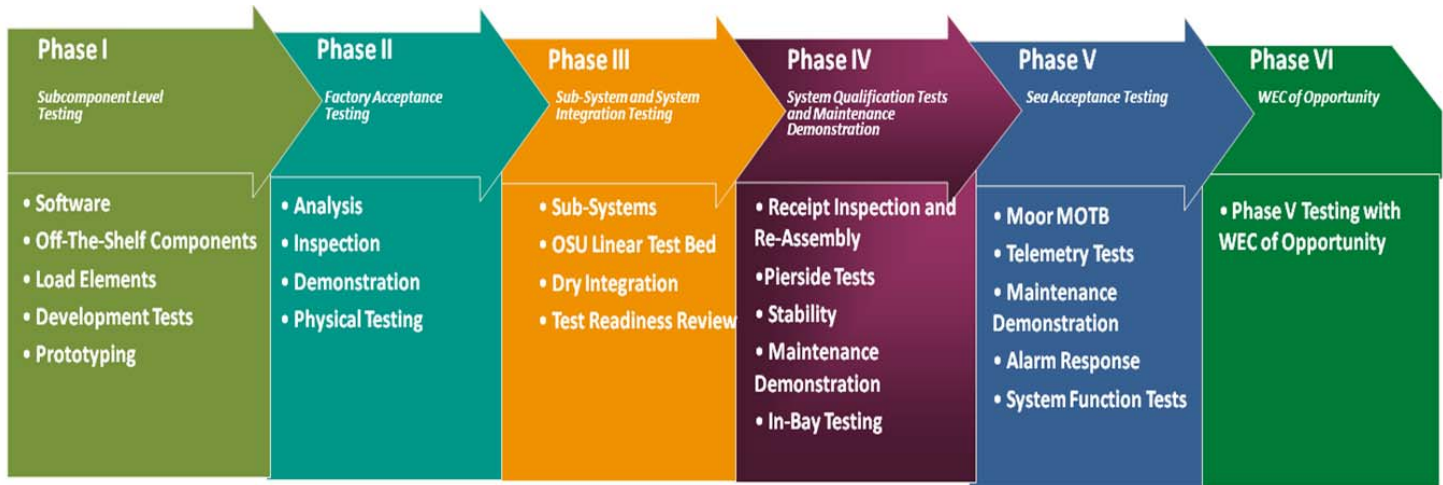 Phase I
Subcomponent Level
Testing
• Software
• Off-The-Shelf Components
• Load Elements
• Development Tests
• Prototyping
Phase II
Factory Acceptance
Testing
• Analysis
• Inspection
• Demonstration
• Physical Testing
Phase III
Sub-System and System
Integration Testing
• Sub-Systems
• OSU Linear Test Bed
• Dry Integration
• Test Readiness Review
Phase IV
System Qualification Tests
and Maintenance
Demonstration
• Receipt Inspection and
Re-Assembly
•Pierside Tests
• Stability
• Maintenance
Demonstration
• In-Bay Testing
Phase V
Sea Acceptance Testing
• Moor MOTB
• Telemetry Tests
• Maintenance
Demonstration
• Alarm Response
• System Function Tests
Phase VI
WEC of Opportunity
• Phase V Testing with
WEC of Opportunity